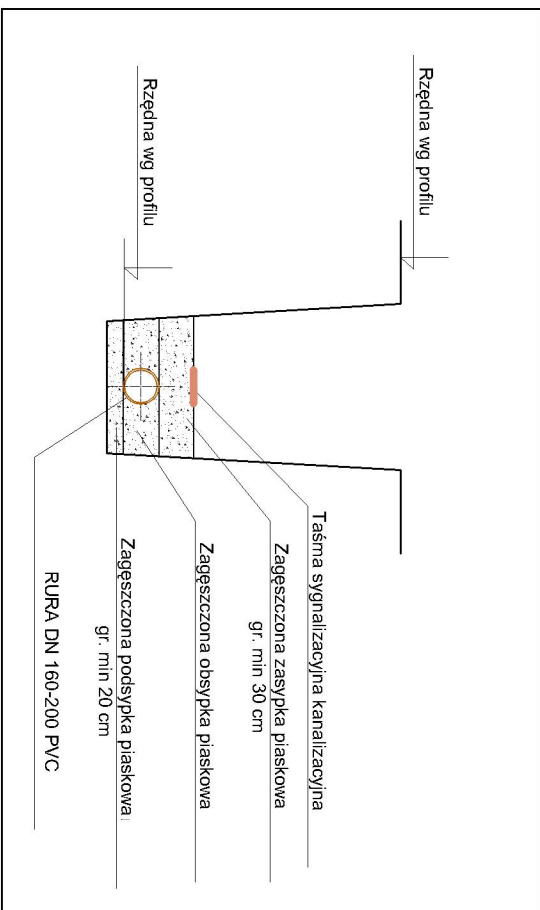 Rzędna wg profilu
Rzędna wg profilu
Taśma sygnalizacyjna kanalizacyjna
Zagęszczona zasypka piaskowa
gr. min 30 cm
Zagęszczona obsypka piaskowa
Zagęszczona podsypka piaskowa
gr. min 20 cm
RURA DN 160-200 PVC